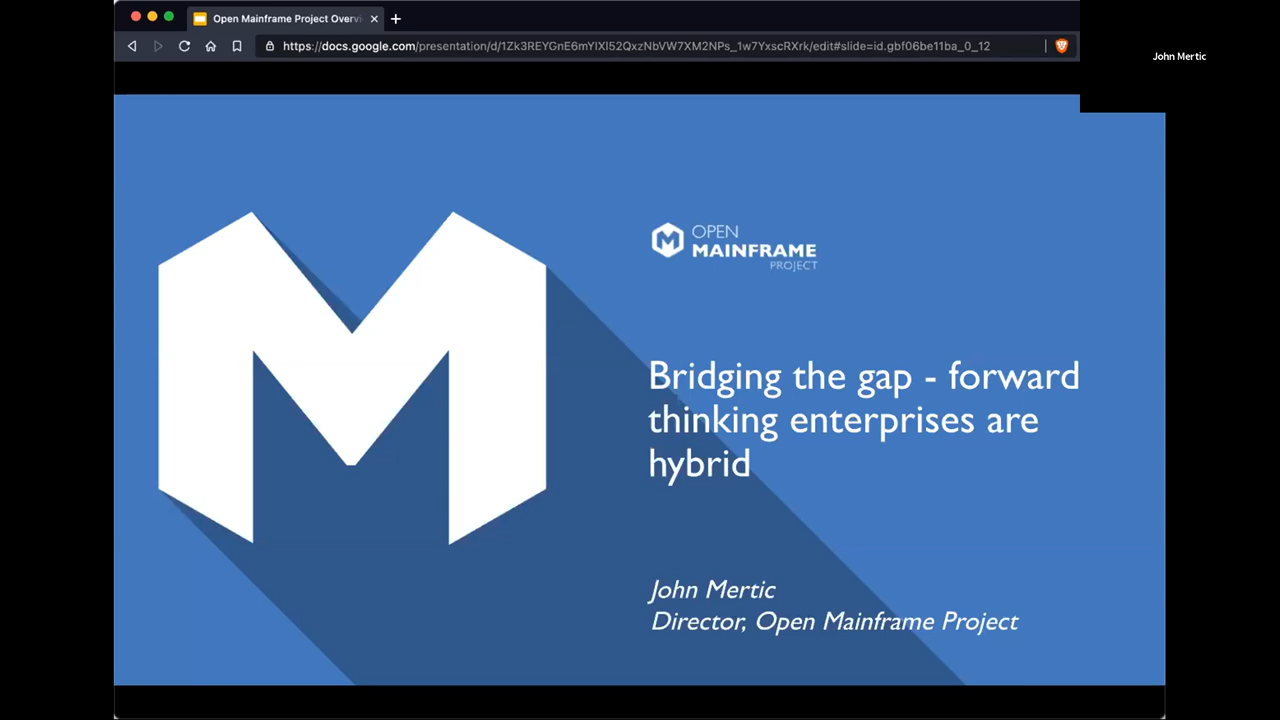 Open Mainframe Project Overvi
https://docs.google.com/presentation/d/1Zk3REYGnE6mYlXl52QxzNbVW7XM2NPs_1w7YxscRXrk/edit#slide=id.gbf06be11ba_0_12
John Mertic
OPEN
MAINFRAME
PROJECT
Bridging the gap - forward
thinking enterprises are
hybrid
John Mertic
Director, Open Mainframe Project